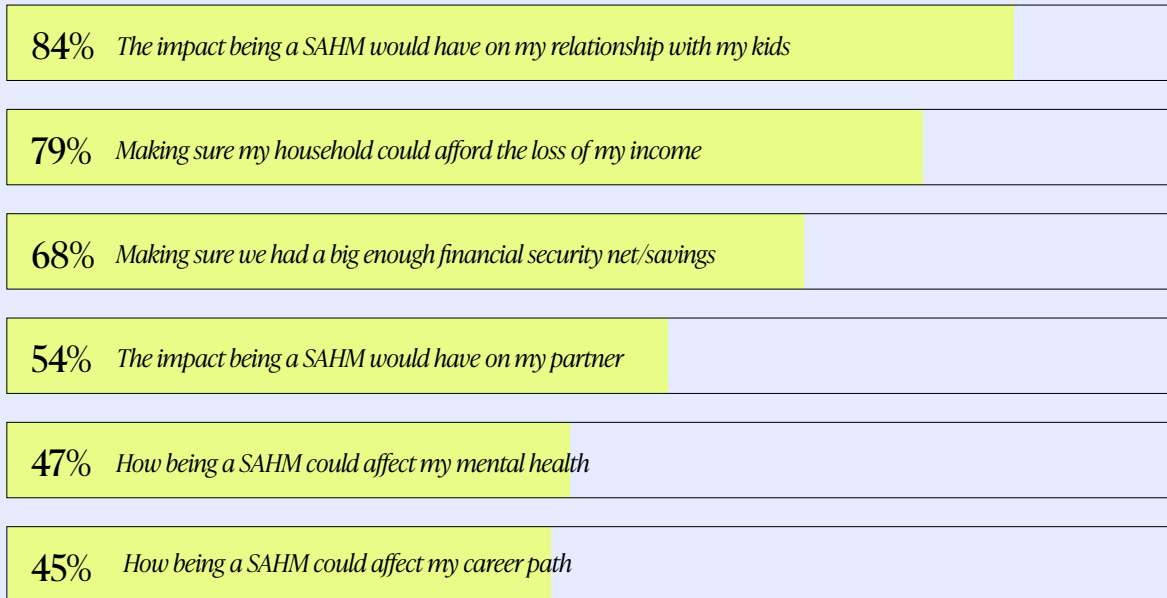 84% The impact being a SAHM would have on my relationship with my kids
79% Making sure my household could afford the loss of my income
68% Making sure we had a big enough financial security net/savings
54% The impact being a SAHM would have on my partner
47% How being a SAHM could affect my mental health
45% How being a SAHM could affect my career path